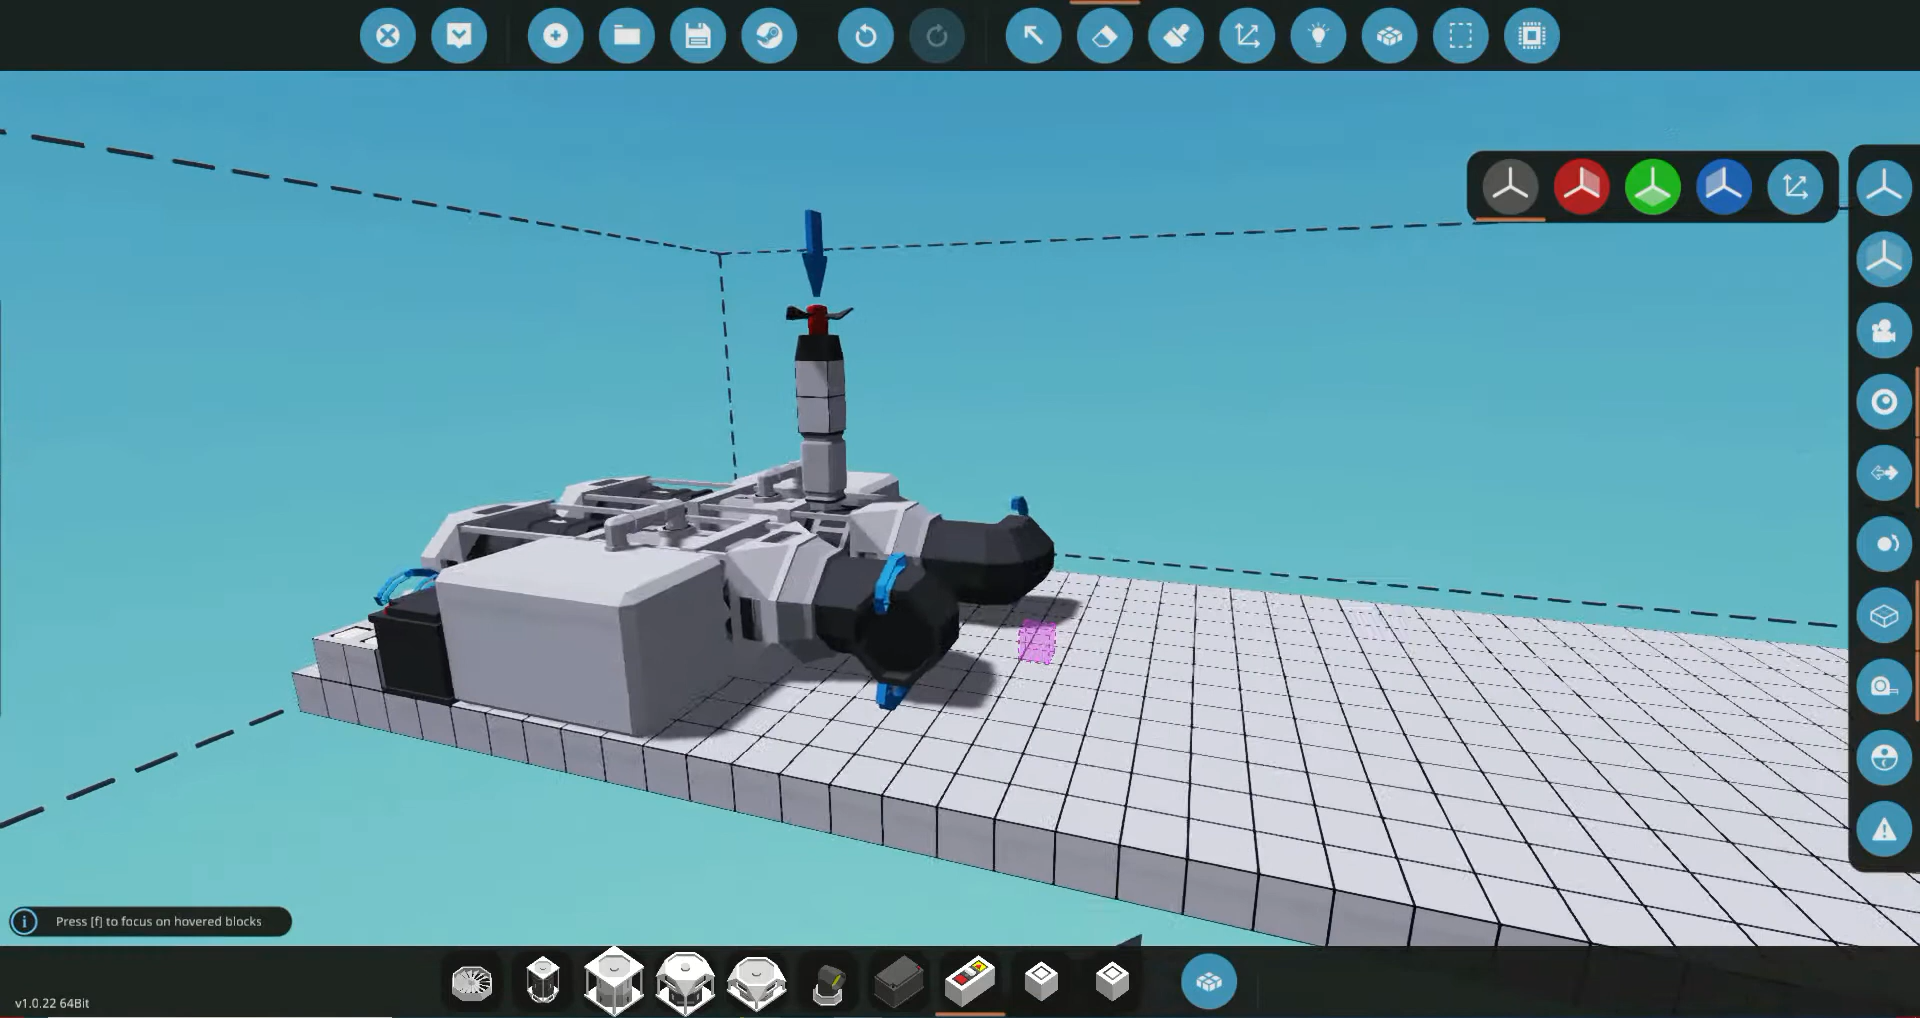 Press [f] to focus on hovered blocks
v1.0.22 64Bit